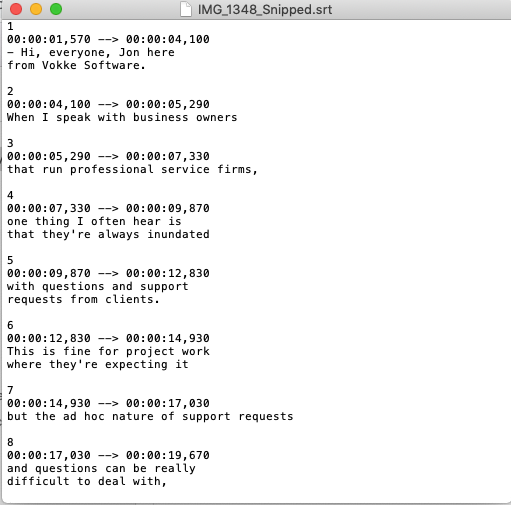 IMG_1348_Snipped.srt
1
00:00:01,570 --> 00:00:04,100
- Hi, everyone, Jon here
from Vokke Software.
2
00:00:04,100 --> 00:00:05,290
When I speak with business owners
3
00:00:05,290 --> 00:00:07,330
that run professional service firms,
4
00:00:07,330 --> 00:00:09,870
one thing I often hear is
that they're always inundated
5
00:00:09,870 --> 00:00:12,830
with questions and support
requests from clients.
6
00:00:12,830 --> 00:00:14,930
This is fine for project work
where they're expecting it
7
00:00:14,930 --> 00:00:17,030
but the ad hoc nature of support requests
8
00:00:17,030 --> 00:00:19,670
and questions can be really
difficult to deal with,